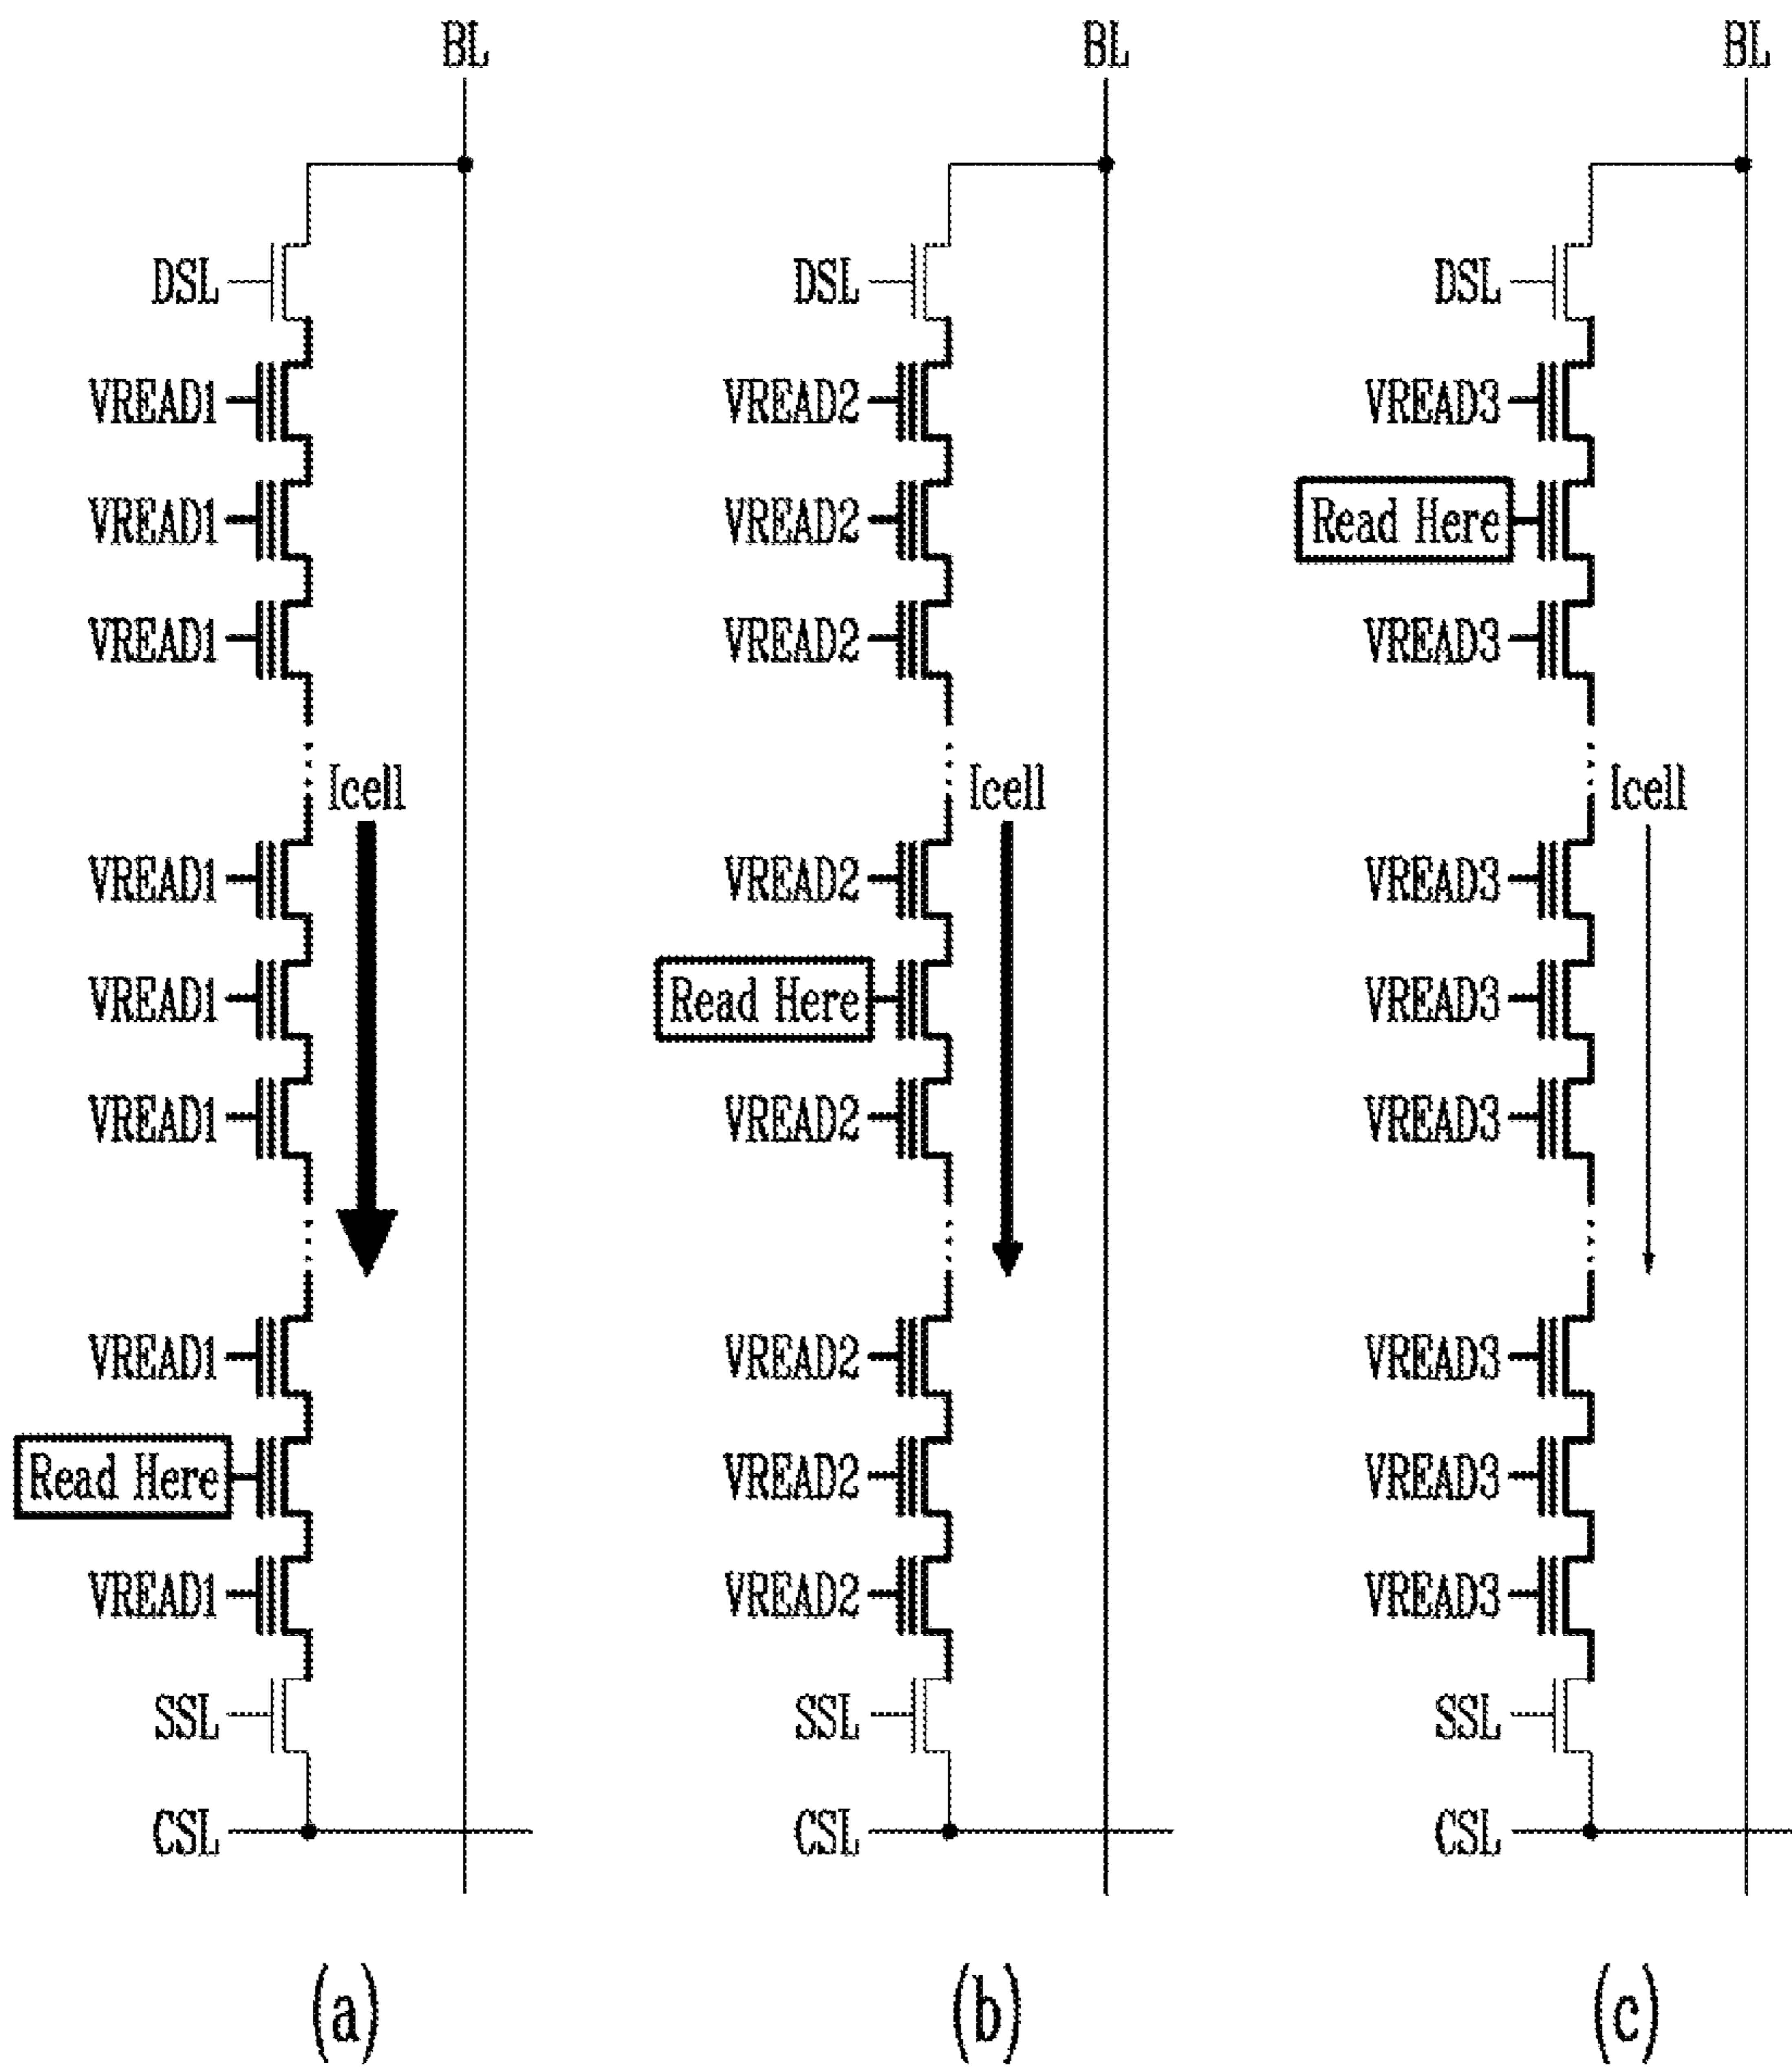 BL BL BL
DSL DSL DSL
VREAD1 VREAD2 VREAD3
VREAD1 VREAD2 Read Here
VREAD1 VREAD2 VREAD3
Icell Icell Icell
VREAD1 VREAD2 VREAD3
VREAD1 Read Here VREAD3
VREAD1 VREAD2 VREAD3
VREAD1 VREAD2 VREAD3
Read Here VREAD2 VREAD3
VREAD1 VREAD2 VREAD3
SSL SSL SSL
CSL CSL CSL
(a) (b) (c)